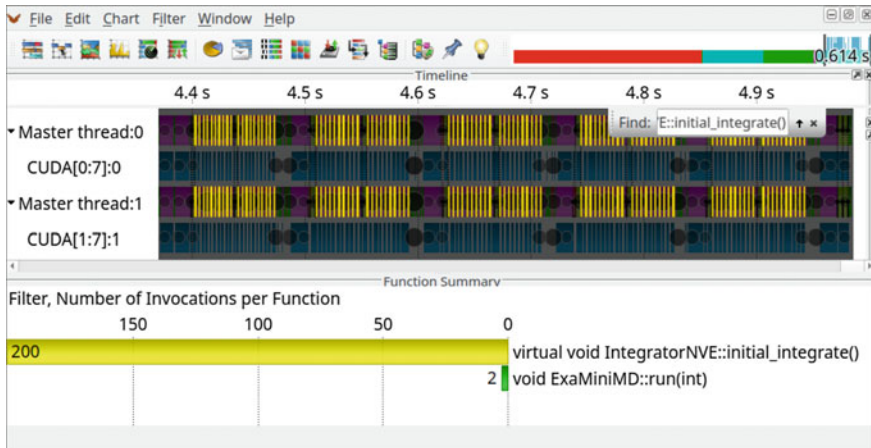 File Edit Chart Filter Window Help
0,614 s
Timeline
4.4 s 4.5 s 4.6 s 4.7 s 4.8 s 4.9 s
Find: 'E::initial_integrate()
Master thread:0
CUDA[0:7]:0
Master thread:1
CUDA[1:7]:1
Function Summary
Filter, Number of Invocations per Function
150 100 50 0
200 virtual void IntegratorNVE::initial_integrate()
2 void ExaMiniMD::run(int)